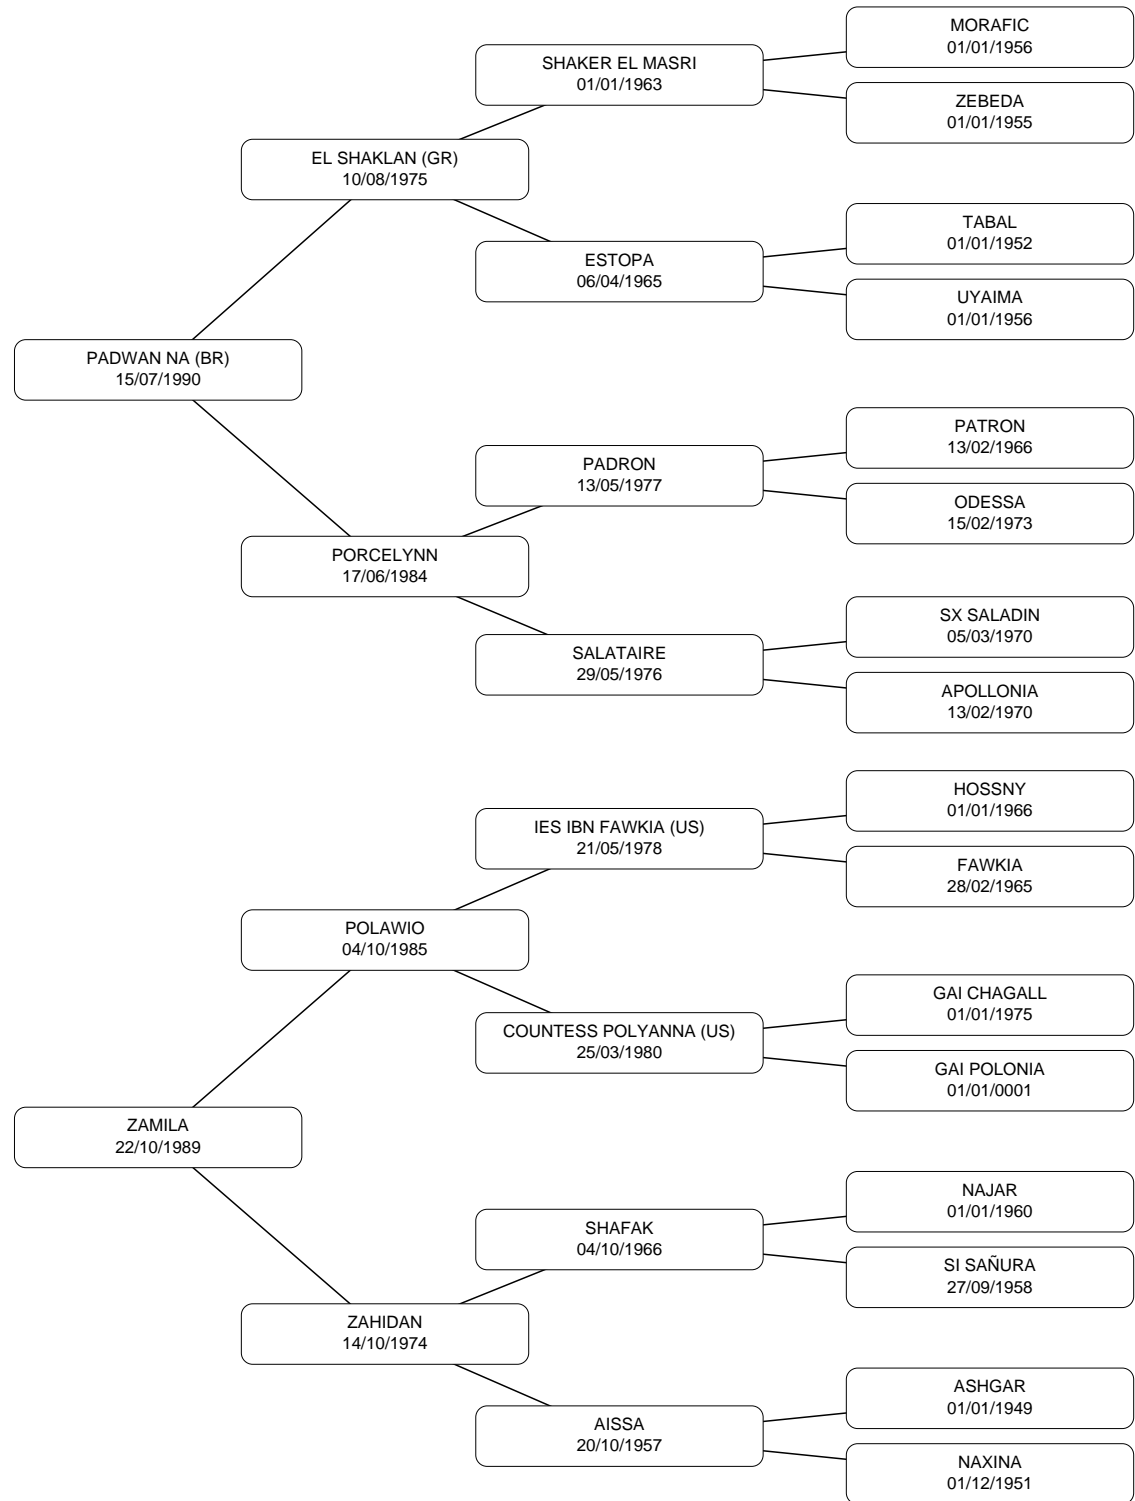 MORAFIC
01/01/1956
SHAKER EL MASRI
01/01/1963
ZEBEDA
01/01/1955
EL SHAKLAN (GR)
10/08/1975
TABAL
01/01/1952
ESTOPA
06/04/1965
UYAIMA
01/01/1956
PADWAN NA (BR)
15/07/1990
PATRON
13/02/1966
PADRON
13/05/1977
ODESSA
15/02/1973
PORCELYNN
17/06/1984
SX SALADIN
05/03/1970
SALATAIRE
29/05/1976
APOLLONIA
13/02/1970
HOSSNY
01/01/1966
IES IBN FAWKIA (US)
21/05/1978
FAWKIA
28/02/1965
POLAWIO
04/10/1985
GAI CHAGALL
01/01/1975
COUNTESS POLYANNA (US)
25/03/1980
GAI POLONIA
01/01/0001
ZAMILA
22/10/1989
NAJAR
01/01/1960
SHAFAK
04/10/1966
SI SAÑURA
27/09/1958
ZAHIDAN
14/10/1974
ASHGAR
01/01/1949
AISSA
20/10/1957
NAXINA
01/12/1951